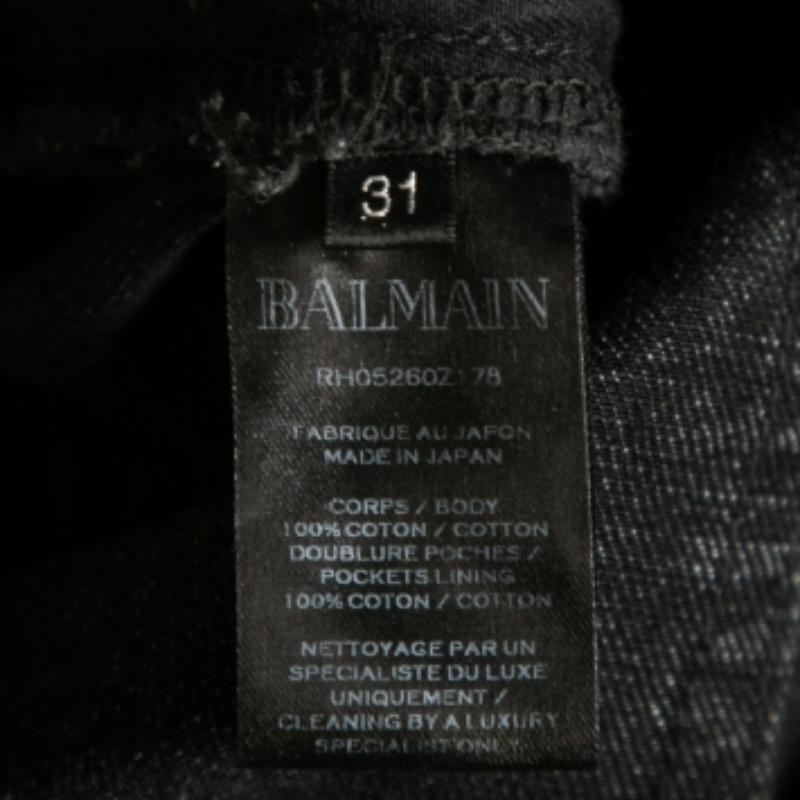 31
BALMAIN
FABRIQUE AU JAPON
MADE IN JAPAN
CORPS / BODY
100% COTON / COTTON
DOUBLURE POCHES /
POCKETS LINING
100% COTON / COTTON
NETTOYAGE PAR UN
SPECIALISTE DU LUXE
UNIQUEMENT /
CLEANING BY A LUXURY
SPECIALIST ONLY